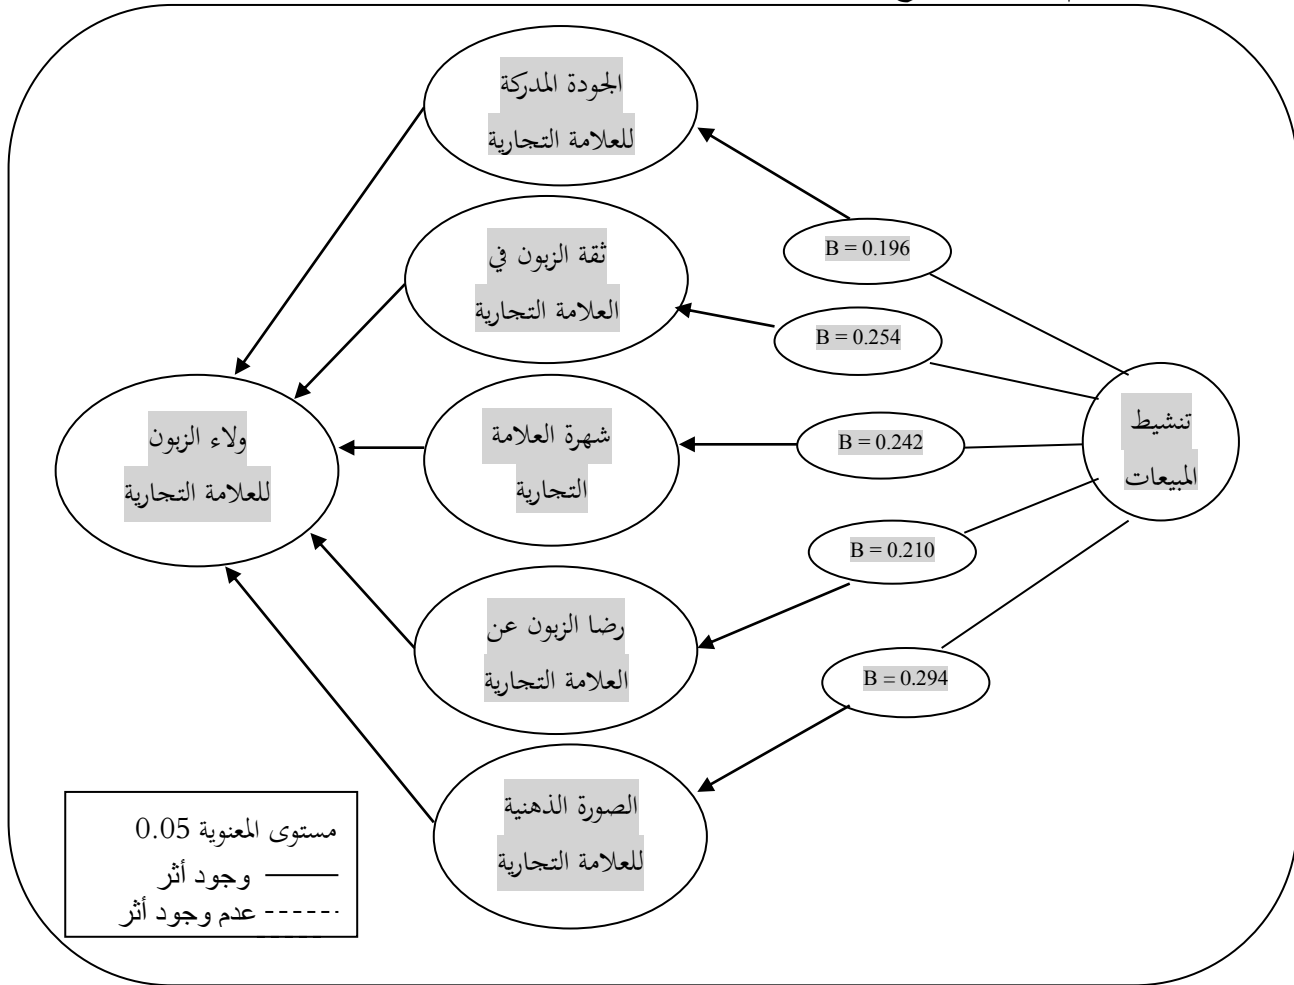 الجودة المدركة
للعلامة التجارية
B = 0.196
ثقة الزبون في
العلامة التجارية
B = 0.254
تنشيط
المبيعات
شهرة العلامة
التجارية
B = 0.242
ولاء الزبون
للعلامة التجارية
B = 0.210
رضا الزبون عن
العلامة التجارية
B = 0.294
الصورة الذهنية
للعلامة التجارية
مستوى المعنوية 0.05
وجود أثر
عدم وجود أثر